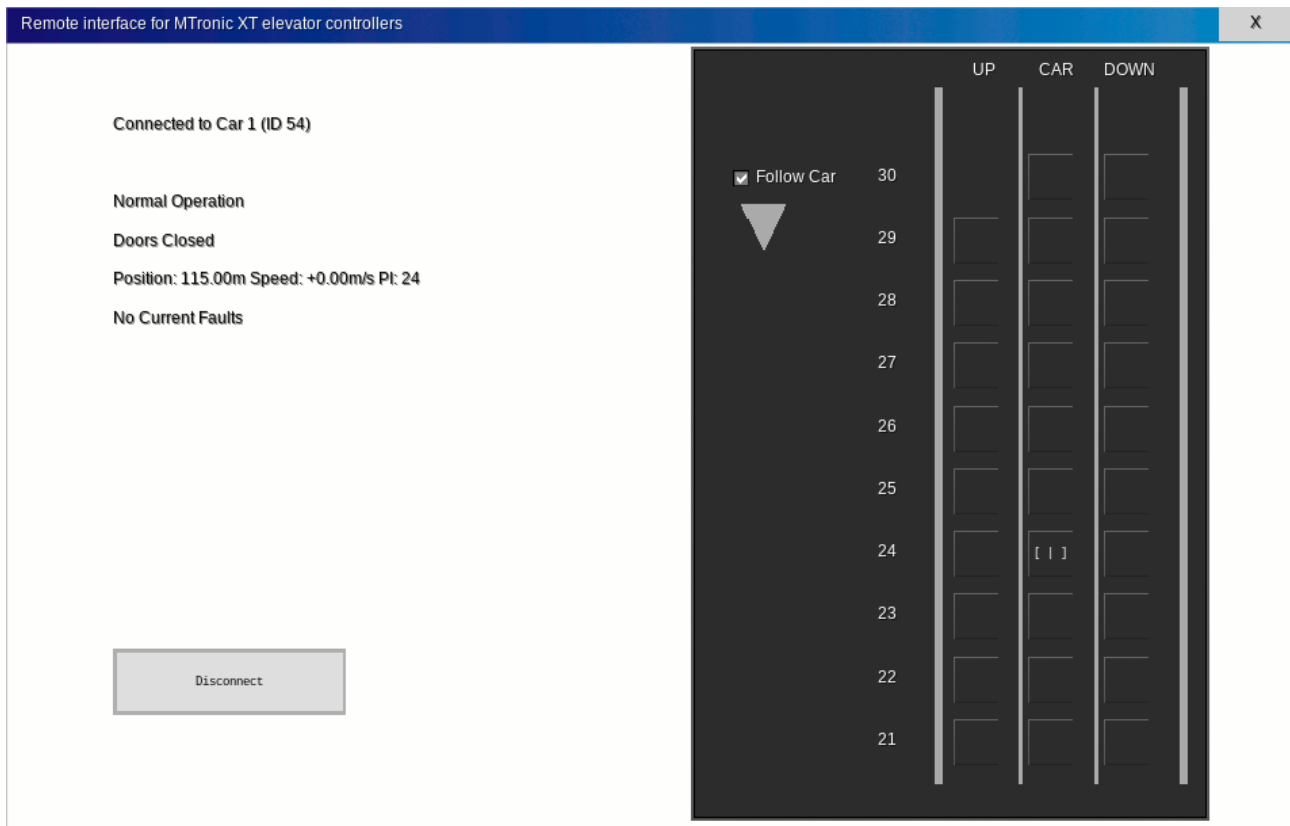 Remote interface for MTronic XT elevator controllers X
Connected to Car 1 (ID 54)
Normal Operation
Doors Closed
Position: 115.00m Speed: +0.00m/s PI: 24
No Current Faults
Disconnect
UP CAR DOWN
Follow Car 30
29
28
27
26
25
24 [ | ]
23
22
21